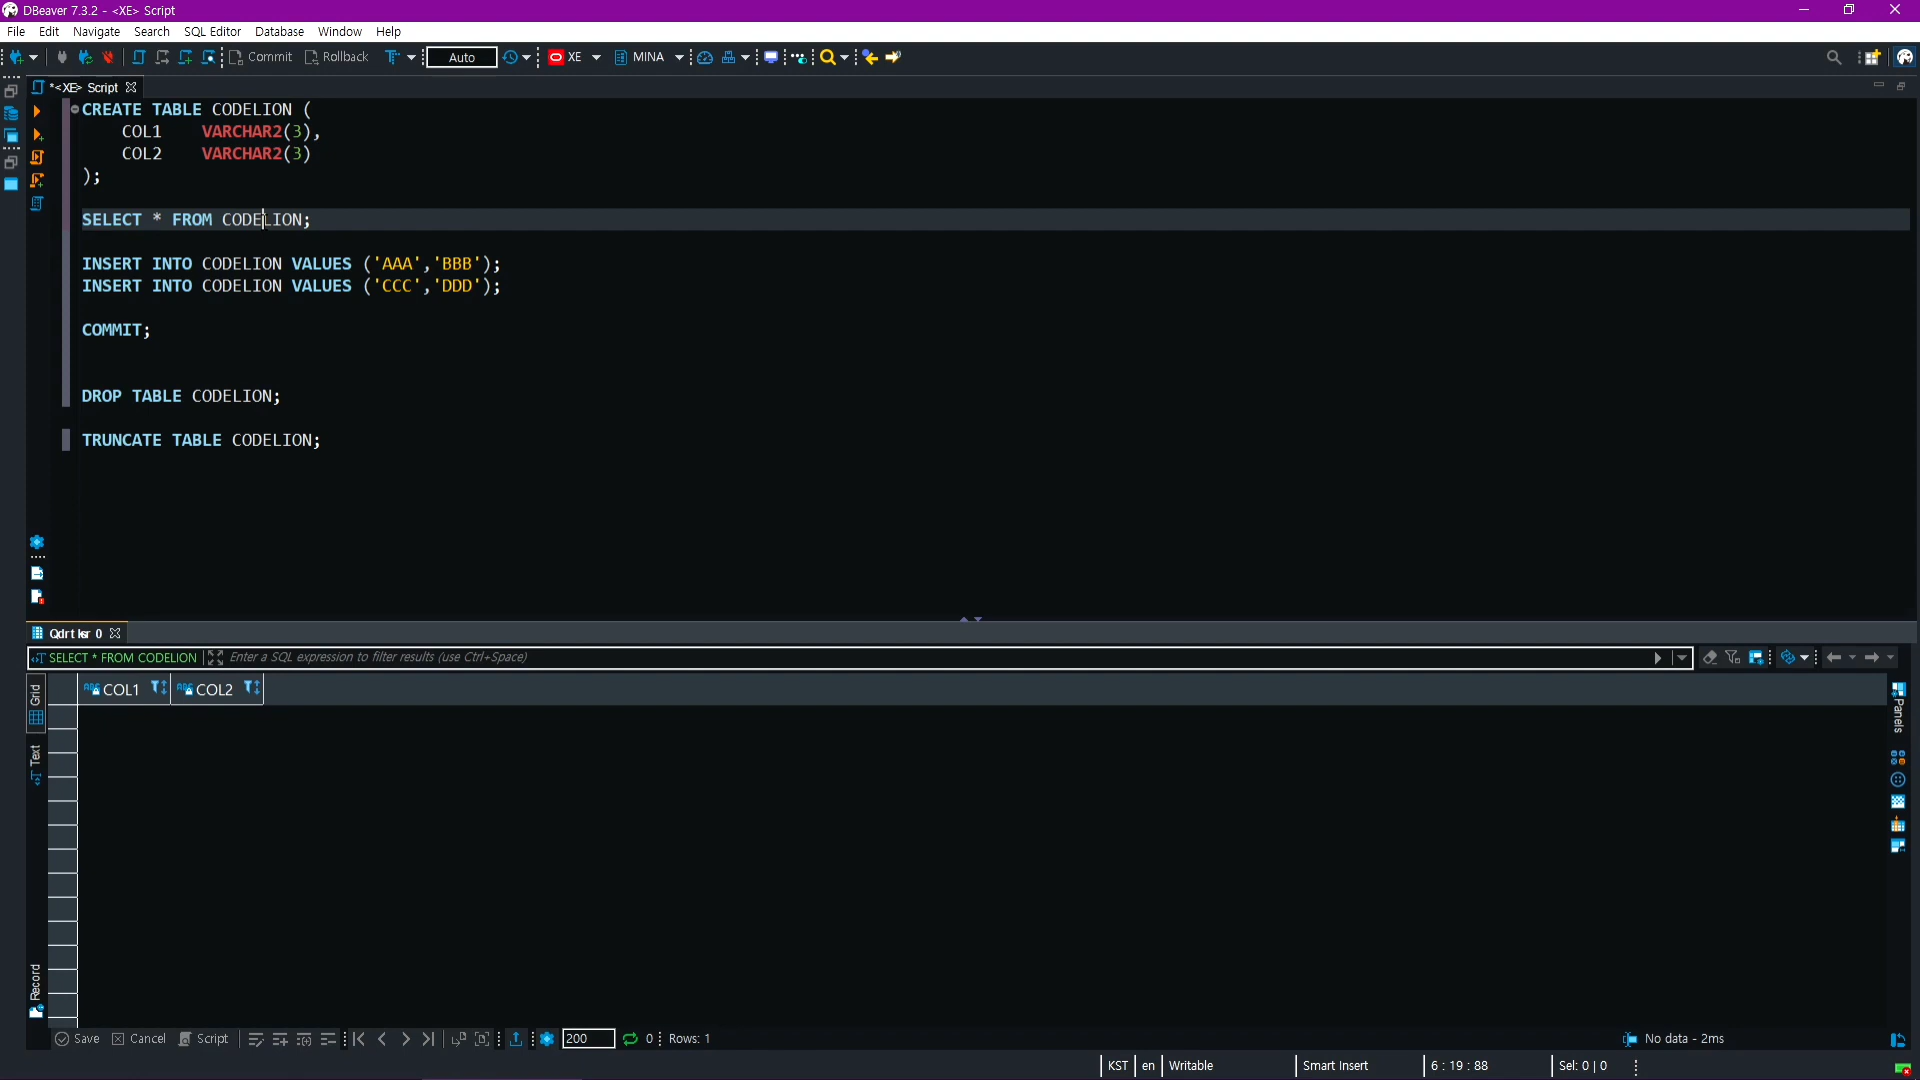 DBeaver 7.3.2 - <XE> Script
File Edit Navigate Search SQL Editor Database Window Help
Commit Rollback Auto XE MINA
*<XE> Script
CREATE TABLE CODELION (
COL1 VARCHAR2(3),
COL2 VARCHAR2(3)
);
SELECT * FROM CODELION;
INSERT INTO CODELION VALUES ('AAA','BBB');
INSERT INTO CODELION VALUES ('CCC','DDD');
COMMIT;
DROP TABLE CODELION;
TRUNCATE TABLE CODELION;
SELECT * FROM CODELION Enter a SQL expression to filter results (use Ctrl+Space)
Grid
COL1 COL2
Panels
Text
Record
Save Cancel Script 200 0 Rows: 1 No data - 2ms
KST en Writable Smart Insert 6 : 19 : 88 Sel: 0 | 0